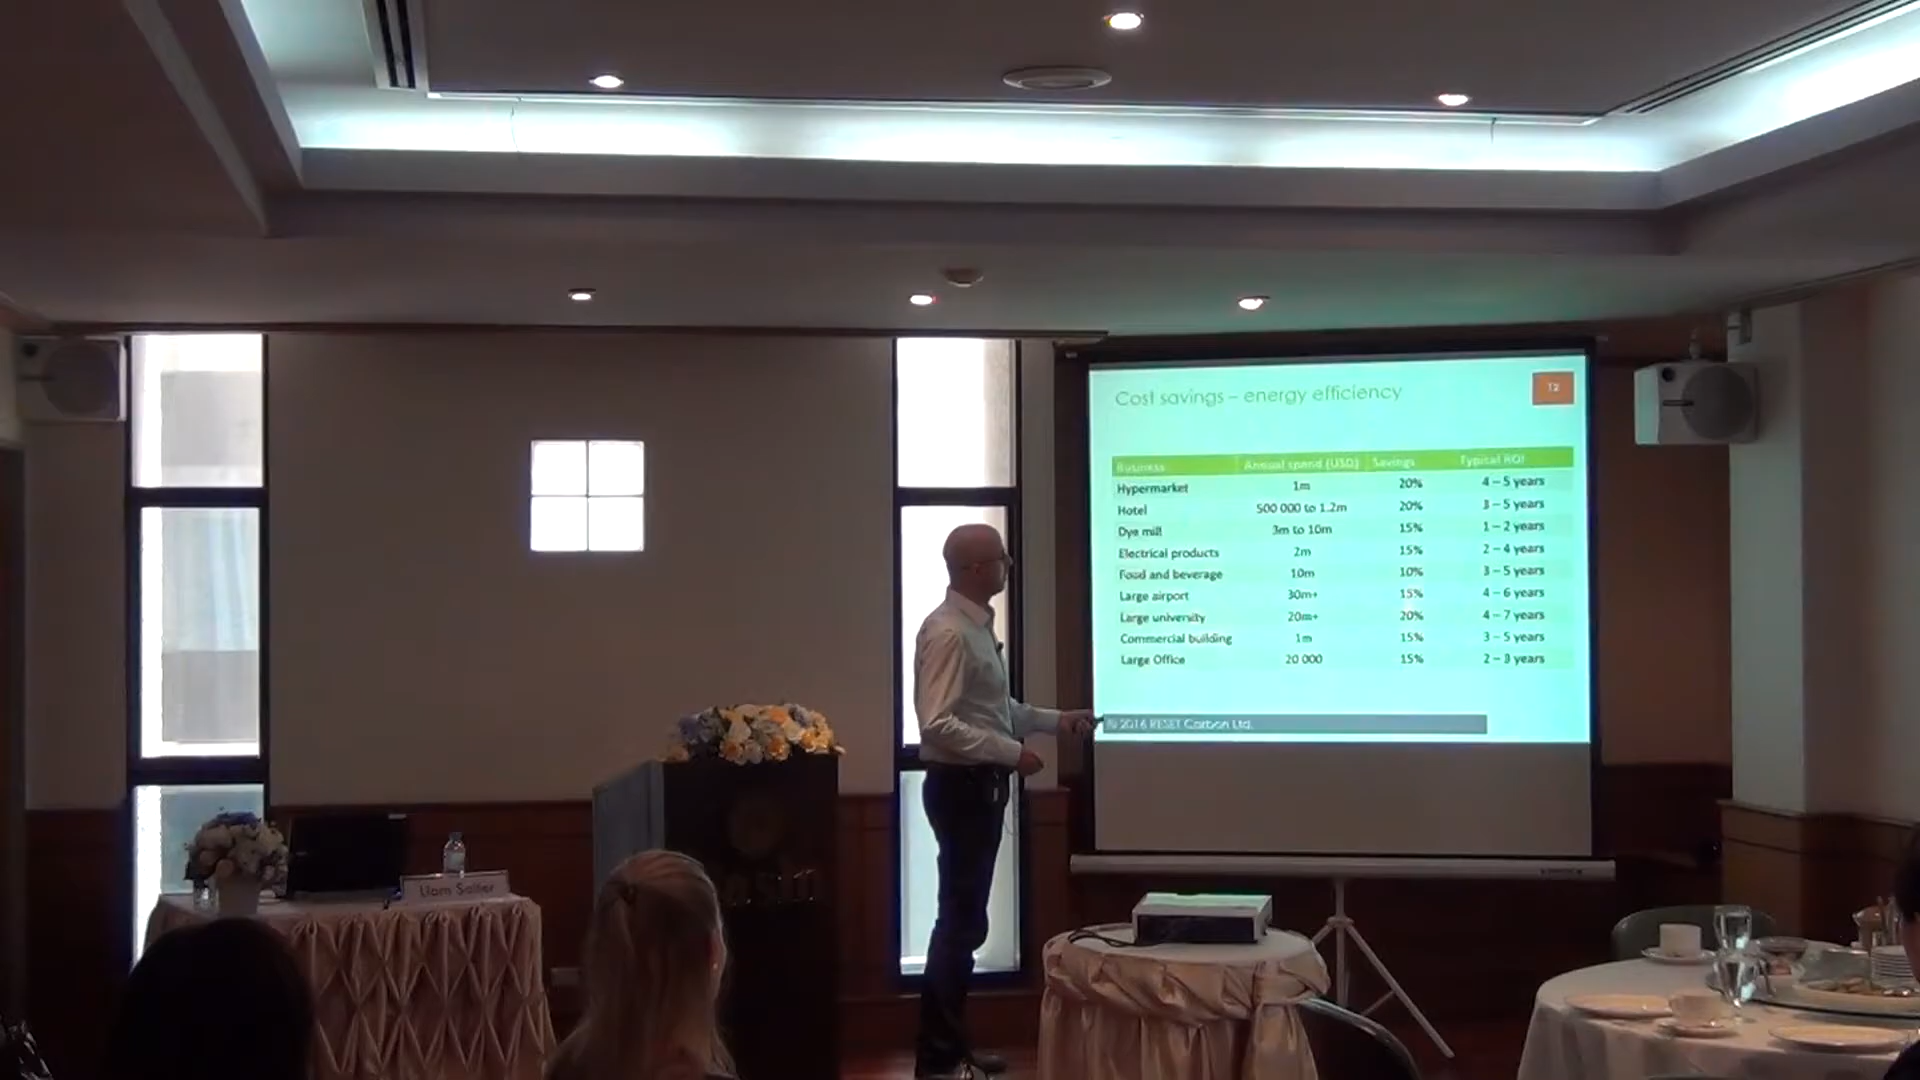 Cost savings – energy efficiency
12
Business Annual spend (USD) Savings Typical ROI
Hypermarket 1m 20% 4 – 5 years
Hotel 500 000 to 1.2m 20% 3 – 5 years
Dye mill 3m to 10m 15% 1 – 2 years
Electrical products 2m 15% 2 – 4 years
Food and beverage 10m 10% 3 – 5 years
Large airport 30m+ 15% 4 – 6 years
Large university 20m+ 20% 4 – 7 years
Commercial building 1m 15% 3 – 5 years
Large Office 20 000 15% 2 – 3 years
© 2016 RESET Carbon Ltd.
Liam Salter